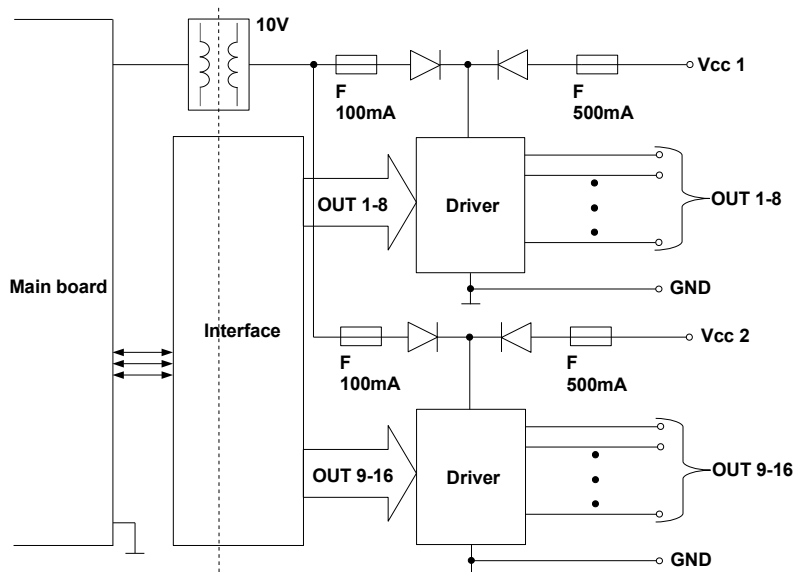 10V
Vcc 1
F
100mA
F
500mA
OUT 1-8
Driver
OUT 1-8
GND
Main board
Interface
Vcc 2
F
100mA
F
500mA
OUT 9-16
Driver
OUT 9-16
GND